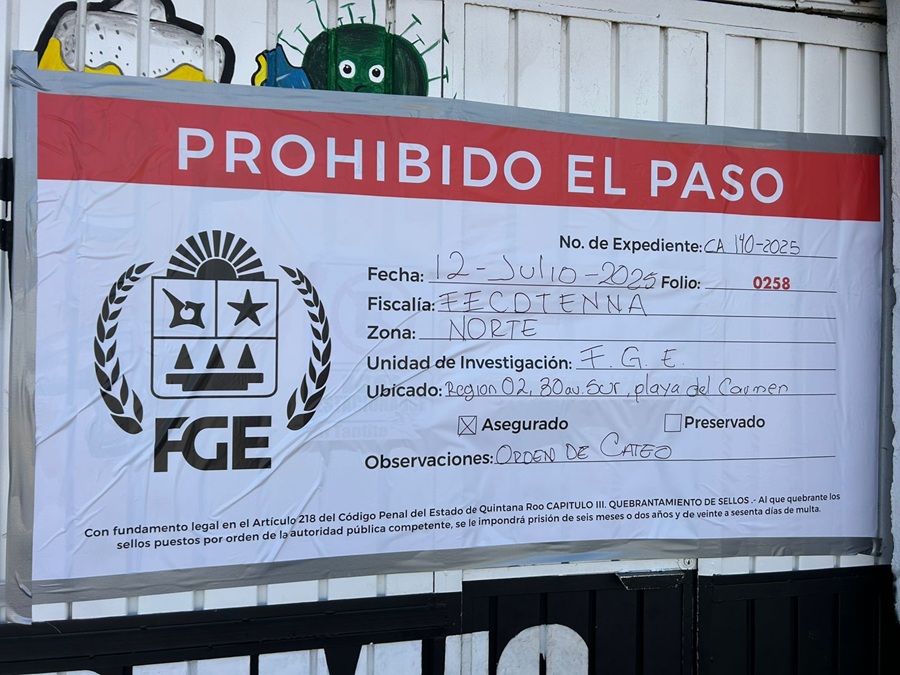 PROHIBIDO EL PASO
No. de Expediente: CA 140-2025
Fecha: 12-Julio-2025 Folio: 0258
Fiscalía: FECDTENNA
Zona: NORTE
Unidad de Investigación: F.G.E.
Ubicado: Region 02, 30 av. Sur, playa del Carmen
Asegurado Preservado
Observaciones: ORDEN DE CATEO
FGE
Con fundamento legal en el Artículo 218 del Código Penal del Estado de Quintana Roo CAPITULO III. QUEBRANTAMIENTO DE SELLOS .- Al que quebrante los
sellos puestos por orden de la autoridad pública competente, se le impondrá prisión de seis meses o dos años y de veinte a sesenta días de multa.